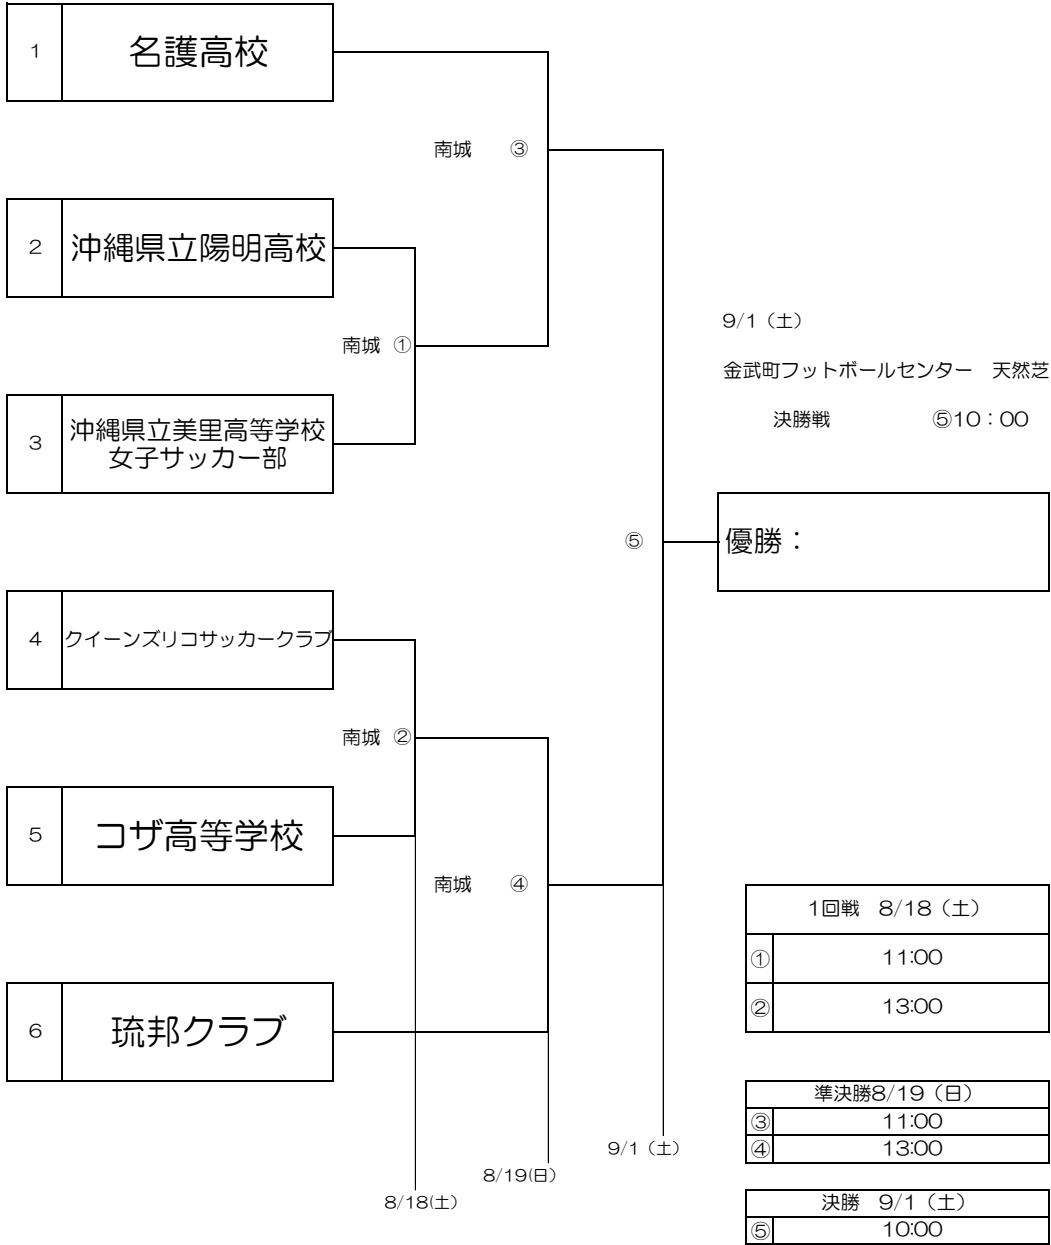 1
名護高校
南城 ③
2
沖縄県立陽明高校
南城 ①
3
沖縄県立美里高等学校
女子サッカー部
9/1(土)
金武町フットボールセンター 天然芝
決勝戦 ⑤10:00
⑤
優勝:
4
クイーンズリコサッカークラブ
南城 ②
5
コザ高等学校
南城 ④
6
琉邦クラブ
8/18(土)
8/19(日)
9/1(土)
1回戦 8/18(土)
① 11:00
② 13:00
準決勝8/19(日)
③ 11:00
④ 13:00
決勝 9/1(土)
⑤ 10:00